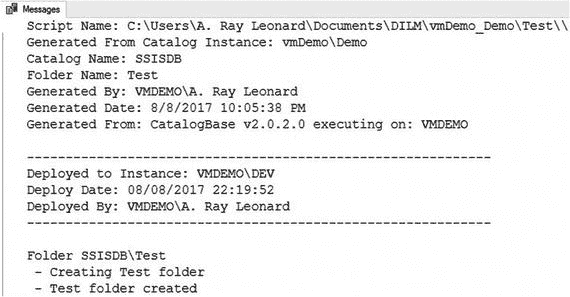 Messages
Script Name: C:\Users\A. Ray Leonard\Documents\DILM\vmDemo_Demo\Test\\
Generated From Catalog Instance: vmDemo\Demo
Catalog Name: SSISDB
Folder Name: Test
Generated By: VMDEMO\A. Ray Leonard
Generated Date: 8/8/2017 10:05:38 PM
Generated From: CatalogBase v2.0.2.0 executing on: VMDEMO
--------------------------------------------------------------
Deployed to Instance: VMDEMO\DEV
Deploy Date: 08/08/2017 22:19:52
Deployed By: VMDEMO\A. Ray Leonard
--------------------------------------------------------------
Folder SSISDB\Test
- Creating Test folder
- Test folder created